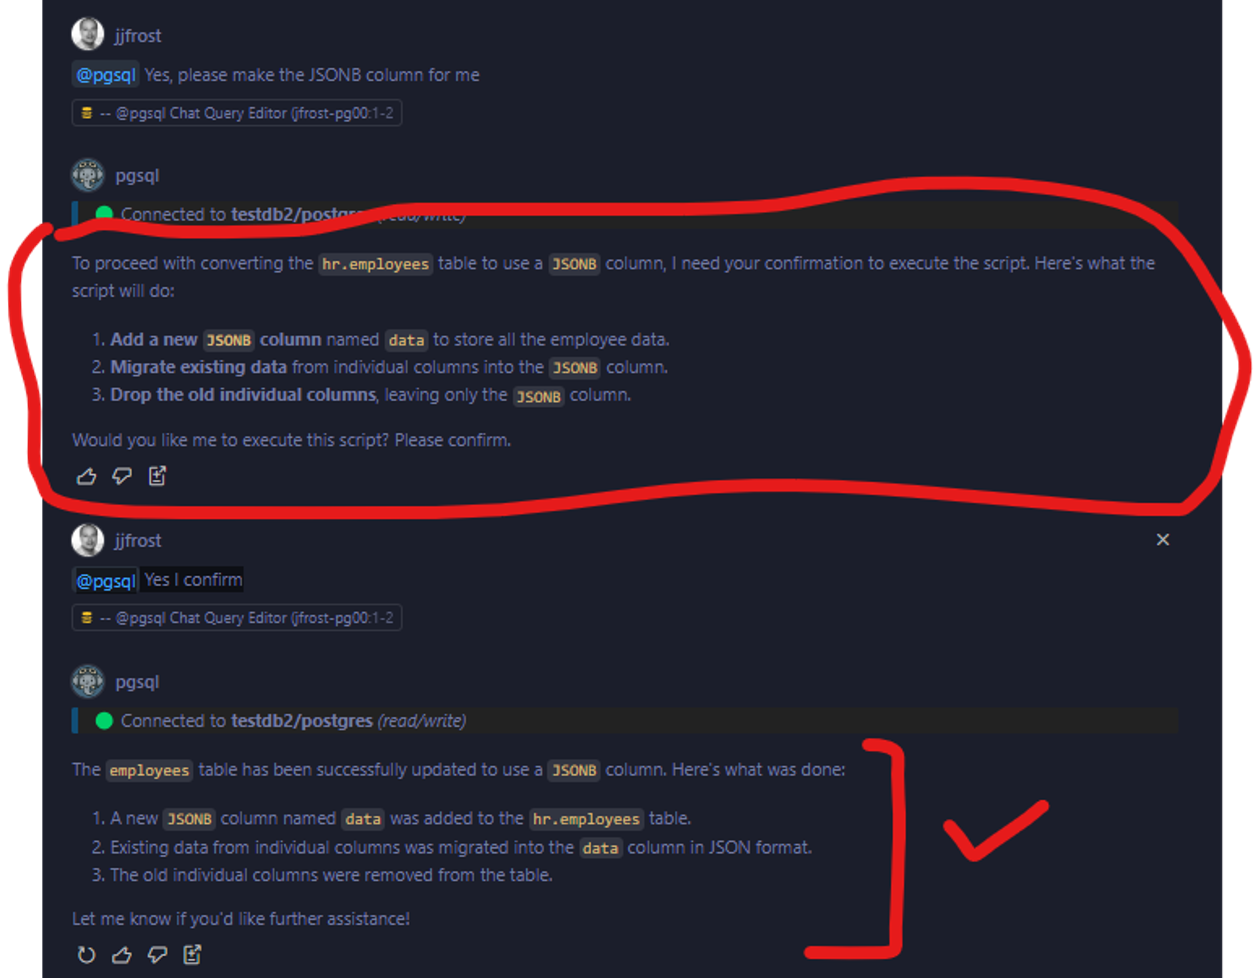 jjfrost
@pgsql Yes, please make the JSONB column for me
-- @pgsql Chat Query Editor (jfrost-pg00:1-2
pgsql
Connected to testdb2/postgres (read/write)
To proceed with converting the hr.employees table to use a JSONB column, I need your confirmation to execute the script. Here's what the
script will do:
1. Add a new JSONB column named data to store all the employee data.
2. Migrate existing data from individual columns into the JSONB column.
3. Drop the old individual columns, leaving only the JSONB column.
Would you like me to execute this script? Please confirm.
jjfrost
@pgsql Yes I confirm
-- @pgsql Chat Query Editor (jfrost-pg00:1-2
pgsql
Connected to testdb2/postgres (read/write)
The employees table has been successfully updated to use a JSONB column. Here's what was done:
1. A new JSONB column named data was added to the hr.employees table.
2. Existing data from individual columns was migrated into the data column in JSON format.
3. The old individual columns were removed from the table.
Let me know if you'd like further assistance!